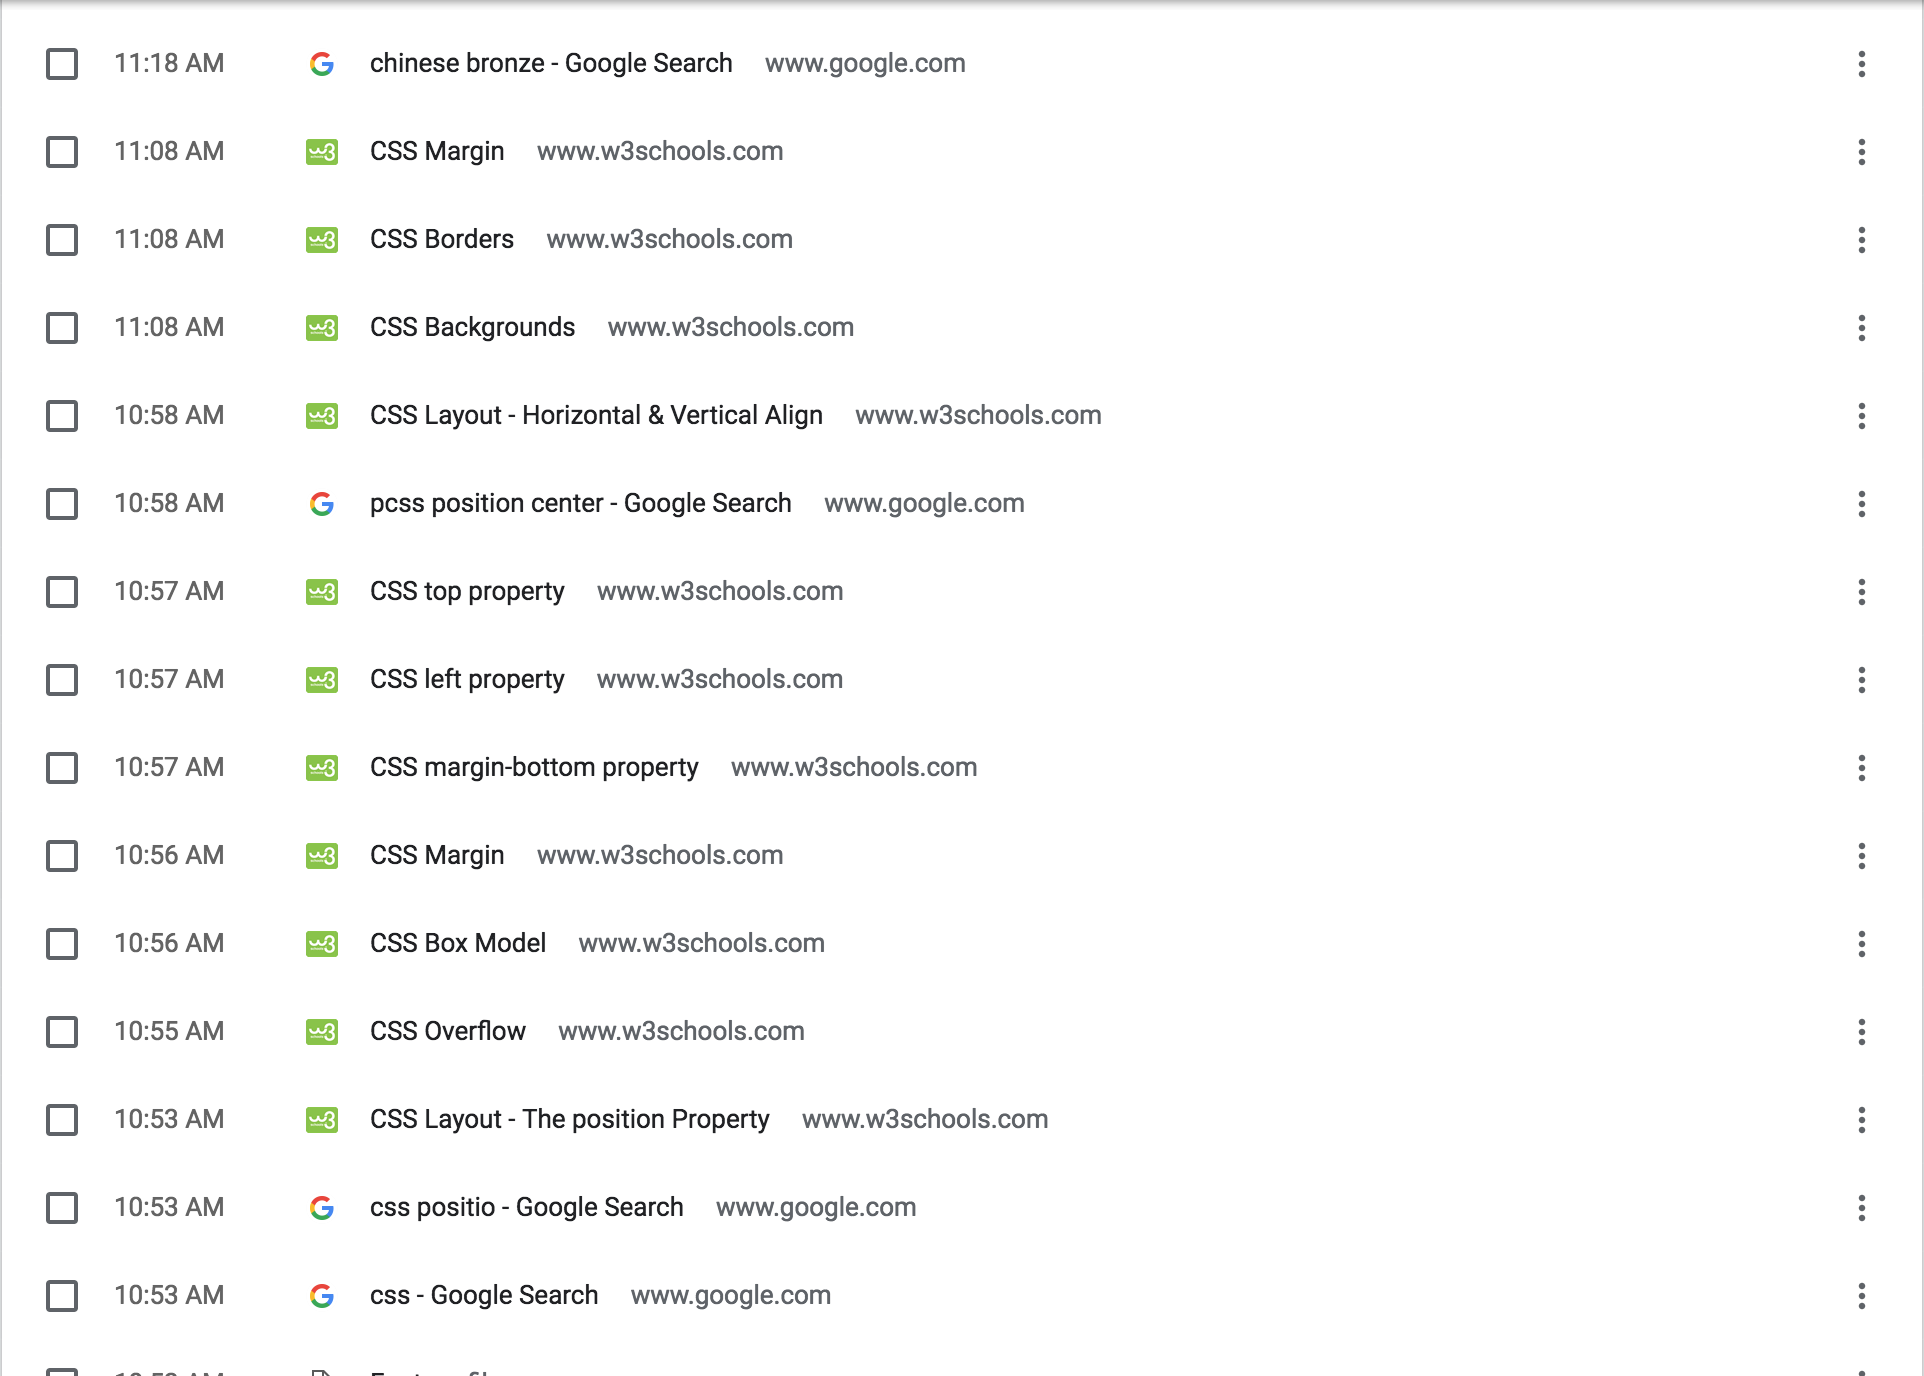 11:18 AM chinese bronze - Google Search www.google.com
11:08 AM CSS Margin www.w3schools.com
11:08 AM CSS Borders www.w3schools.com
11:08 AM CSS Backgrounds www.w3schools.com
10:58 AM CSS Layout - Horizontal & Vertical Align www.w3schools.com
10:58 AM pcss position center - Google Search www.google.com
10:57 AM CSS top property www.w3schools.com
10:57 AM CSS left property www.w3schools.com
10:57 AM CSS margin-bottom property www.w3schools.com
10:56 AM CSS Margin www.w3schools.com
10:56 AM CSS Box Model www.w3schools.com
10:55 AM CSS Overflow www.w3schools.com
10:53 AM CSS Layout - The position Property www.w3schools.com
10:53 AM css positio - Google Search www.google.com
10:53 AM css - Google Search www.google.com